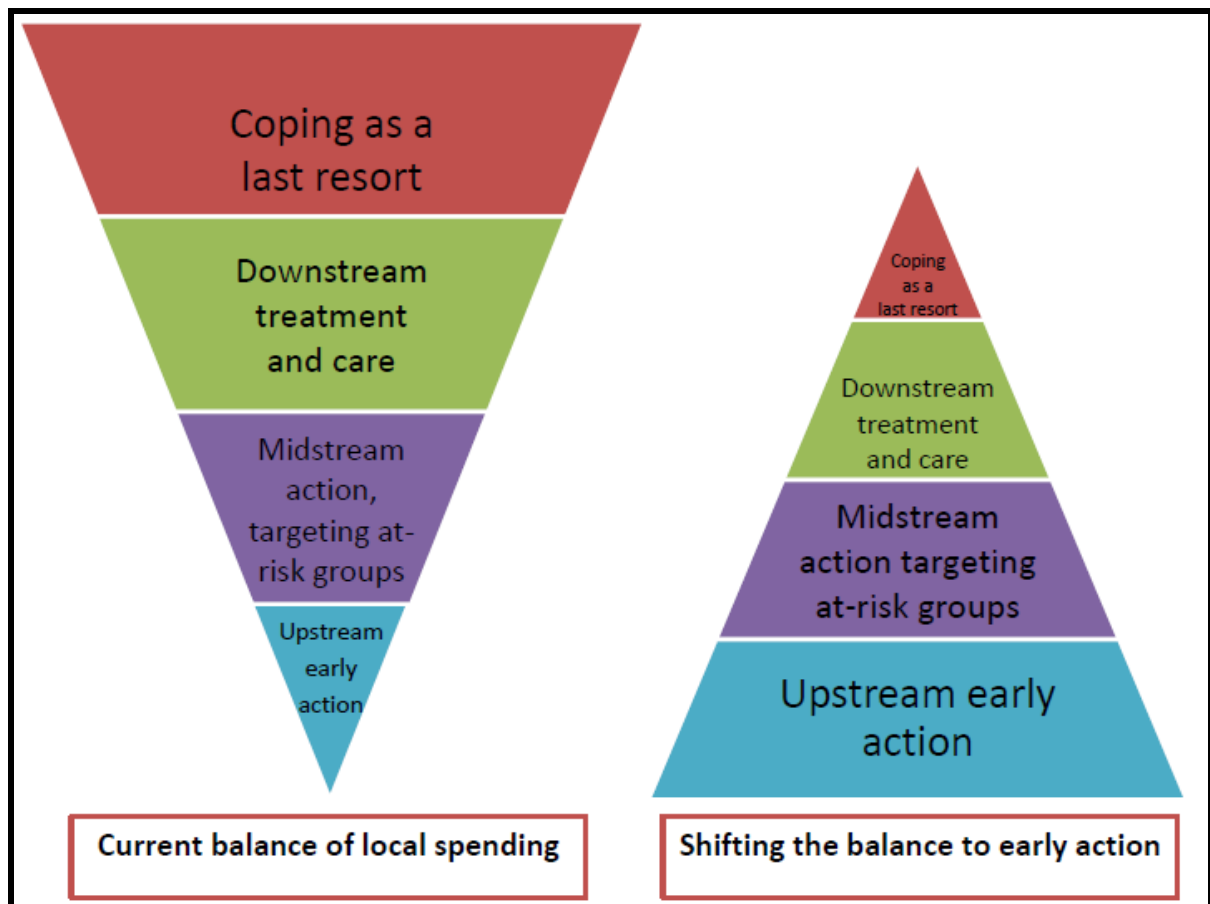 Coping as a
last resort
Downstream
treatment
and care
Midstream
action,
targeting at-
risk groups
Upstream
early
action
Current balance of local spending
Coping
as a
last resort
Downstream
treatment
and care
Midstream
action targeting
at-risk groups
Upstream early
action
Shifting the balance to early action